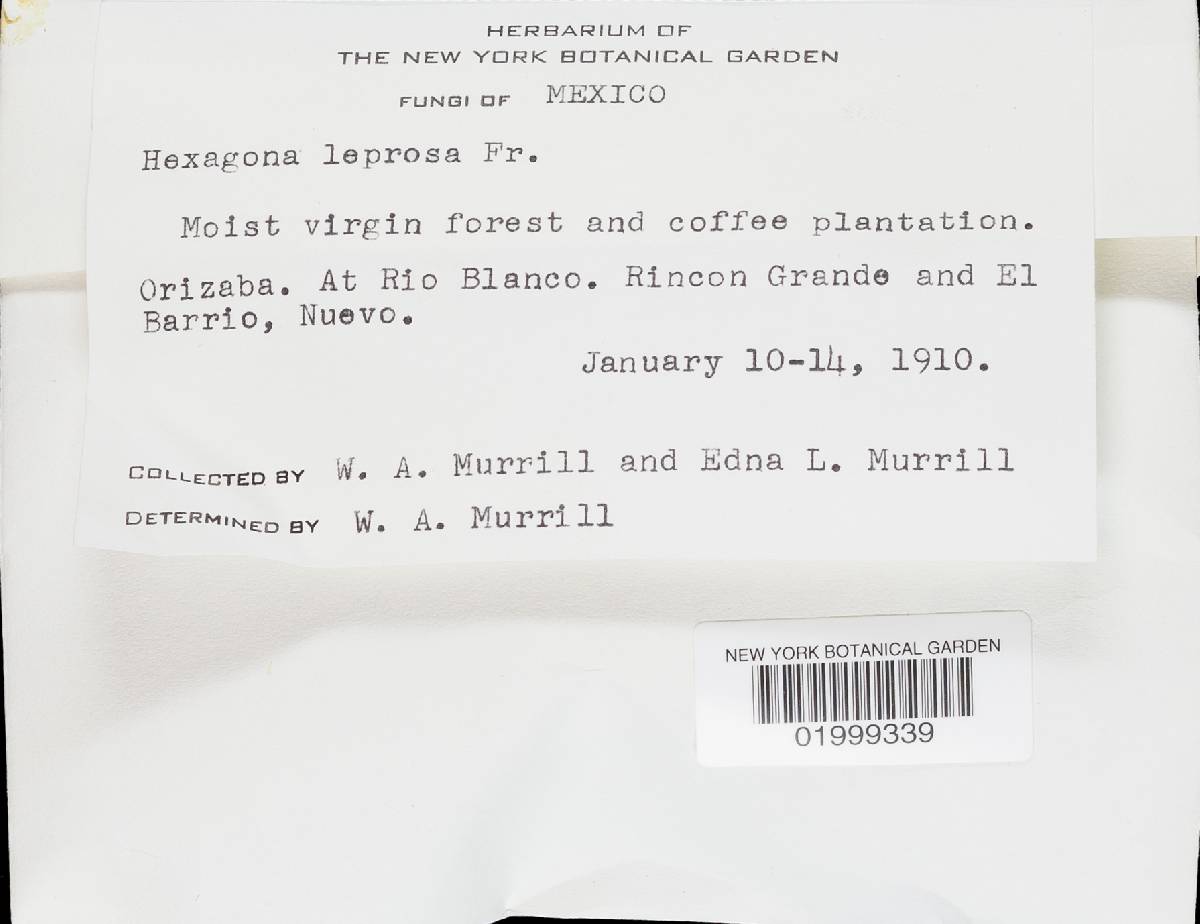 HERBARIUM OF
THE NEW YORK BOTANICAL GARDEN
FUNGI OF MEXICO
Hexagona leprosa Fr.
Moist virgin forest and coffee plantation.
Orizaba. At Rio Blanco. Rincon Grande and El
Barrio, Nuevo.
January 10-14, 1910.
COLLECTED BY W. A. Murrill and Edna L. Murrill
DETERMINED BY W. A. Murrill
NEW YORK BOTANICAL GARDEN
01999339